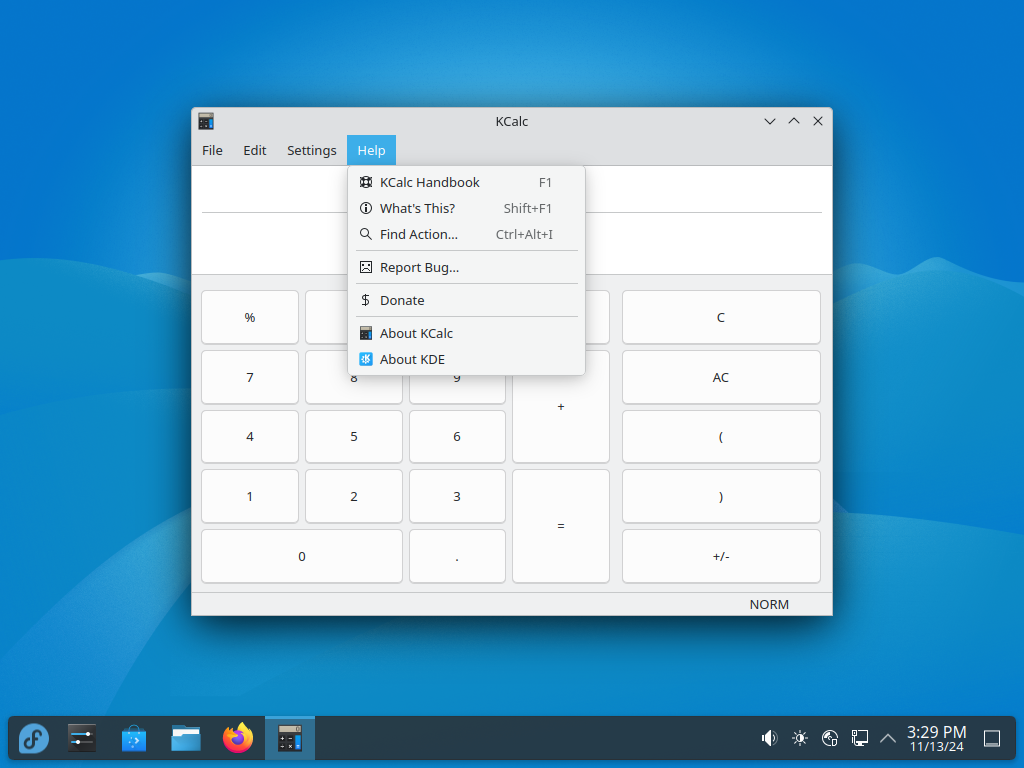 KCalc
File Edit Settings Help
KCalc Handbook F1
What's This? Shift+F1
Find Action... Ctrl+Alt+I
Report Bug...
Donate
About KCalc
About KDE
% C
7 8 9 + AC
4 5 6 (
1 2 3 = )
0 . +/-
NORM
3:29 PM
11/13/24